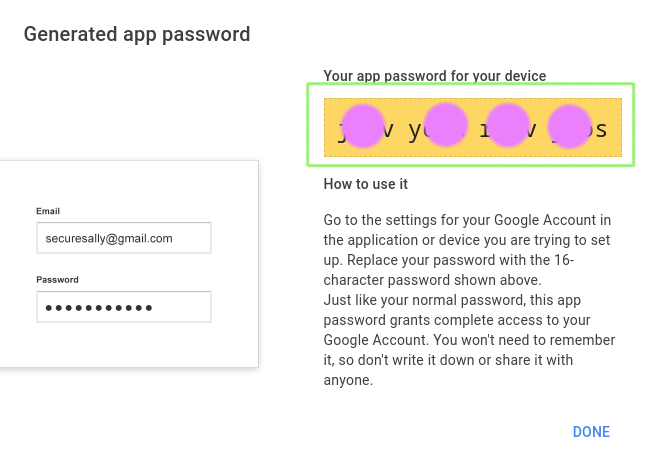 Generated app password
Your app password for your device
How to use it
Email
securesally@gmail.com
Password
Go to the settings for your Google Account in
the application or device you are trying to set
up. Replace your password with the 16-
character password shown above.
Just like your normal password, this app
password grants complete access to your
Google Account. You won't need to remember
it, so don't write it down or share it with
anyone.
DONE